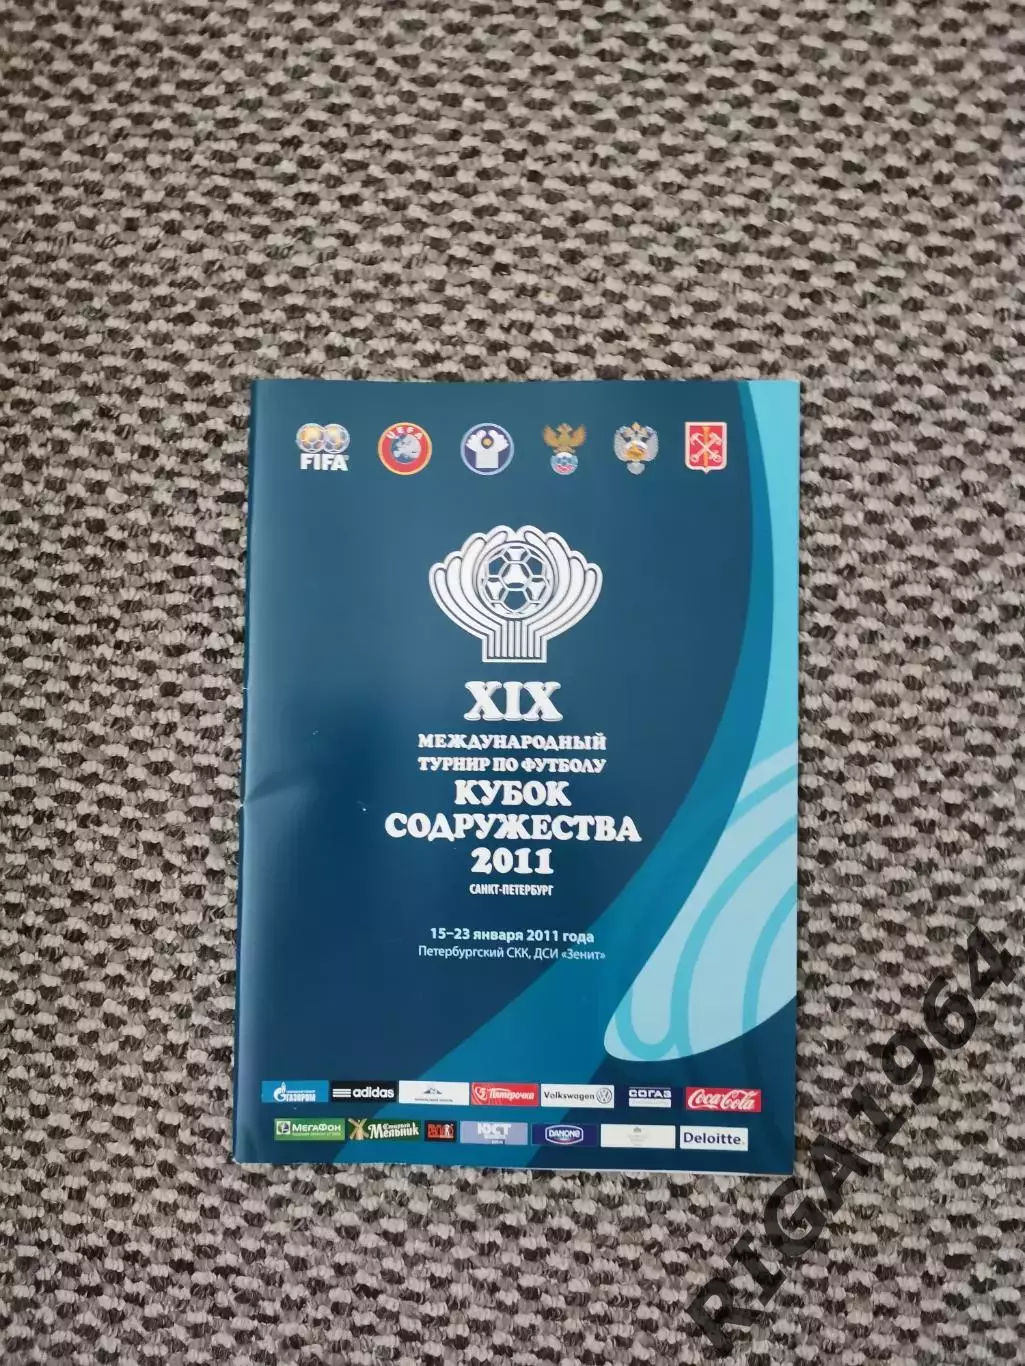 FIFA
UEFA
XIX
МЕЖДУНАРОДНЫЙ
ТУРНИР ПО ФУТБОЛУ
КУБОК
СОДРУЖЕСТВА
2011
САНКТ-ПЕТЕРБУРГ
15–23 января 2011 года
Петербургский СКК, ДСИ «Зенит»
ГАЗПРОМ adidas Пятёрочка Volkswagen СОГАЗ Coca-Cola
МегаФон Старый Мельник ЮСТ DANONE Deloitte
RIGA1964